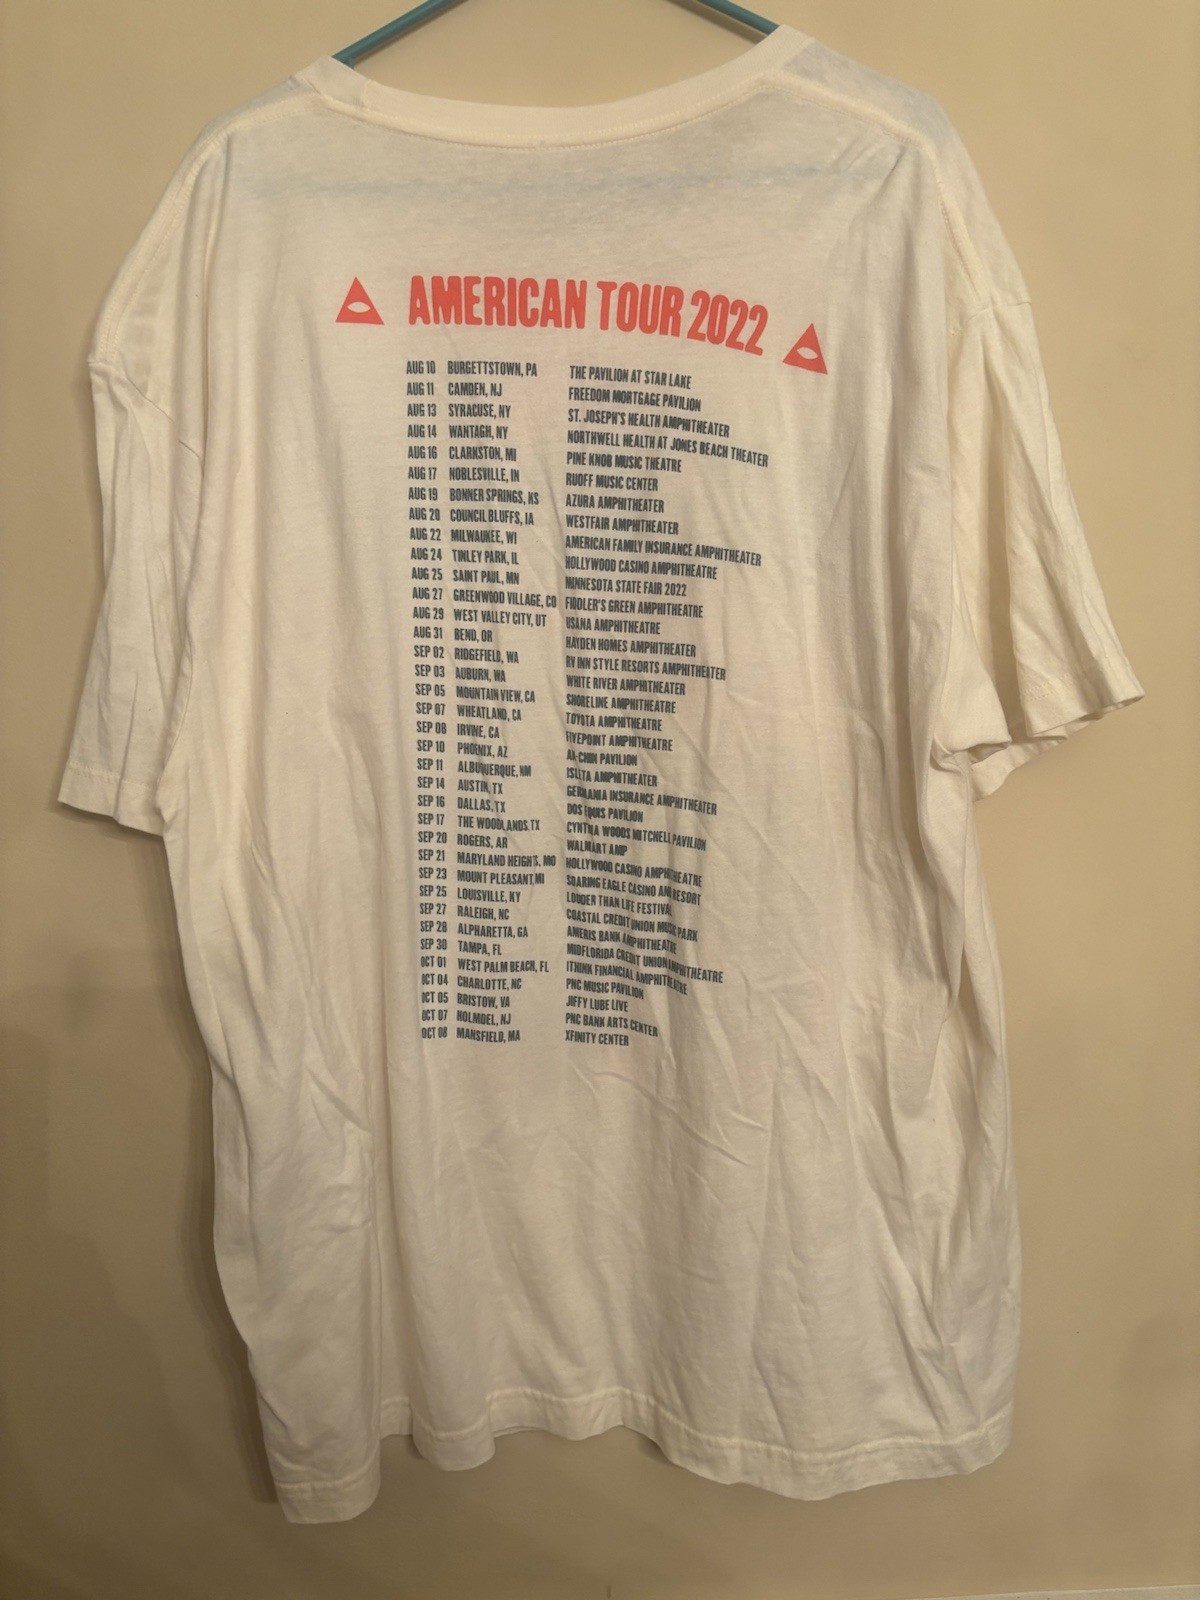 AMERICAN TOUR 2022
AUG 10 BURGETTSTOWN, PA THE PAVILION AT STAR LAKE
AUG 11 CAMDEN, NJ FREEDOM MORTGAGE PAVILION
AUG 13 SYRACUSE, NY ST. JOSEPH'S HEALTH AMPHITHEATER
AUG 14 WANTAGH, NY NORTHWELL HEALTH AT JONES BEACH THEATER
AUG 16 CLARKSTON, MI PINE KNOB MUSIC THEATRE
AUG 17 NOBLESVILLE, IN RUOFF MUSIC CENTER
AUG 19 BONNER SPRINGS, KS AZURA AMPHITHEATER
AUG 20 COUNCIL BLUFFS, IA WESTFAIR AMPHITHEATER
AUG 22 MILWAUKEE, WI AMERICAN FAMILY INSURANCE AMPHITHEATER
AUG 24 TINLEY PARK, IL HOLLYWOOD CASINO AMPHITHEATRE
AUG 25 SAINT PAUL, MN MINNESOTA STATE FAIR 2022
AUG 27 GREENWOOD VILLAGE, CO FIDDLER'S GREEN AMPHITHEATRE
AUG 29 WEST VALLEY CITY, UT USANA AMPHITHEATRE
AUG 31 BEND, OR HAYDEN HOMES AMPHITHEATER
SEP 02 RIDGEFIELD, WA RV INN STYLE RESORTS AMPHITHEATER
SEP 03 AUBURN, WA WHITE RIVER AMPHITHEATER
SEP 05 MOUNTAIN VIEW, CA SHORELINE AMPHITHEATRE
SEP 07 WHEATLAND, CA TOYOTA AMPHITHEATRE
SEP 08 IRVINE, CA FIVEPOINT AMPHITHEATRE
SEP 10 PHOENIX, AZ AK-CHIN PAVILION
SEP 11 ALBUQUERQUE, NM ISLETA AMPHITHEATER
SEP 14 AUSTIN, TX GERMANIA INSURANCE AMPHITHEATER
SEP 16 DALLAS, TX DOS EQUIS PAVILION
SEP 17 THE WOODLANDS, TX CYNTHIA WOODS MITCHELL PAVILION
SEP 20 ROGERS, AR WALMART AMP
SEP 21 MARYLAND HEIGHTS, MO HOLLYWOOD CASINO AMPHITHEATRE
SEP 23 MOUNT PLEASANT, MI SOARING EAGLE CASINO AND RESORT
SEP 25 LOUISVILLE, KY LOUDER THAN LIFE FESTIVAL
SEP 27 RALEIGH, NC COASTAL CREDIT UNION MUSIC PARK
SEP 28 ALPHARETTA, GA AMERIS BANK AMPHITHEATRE
SEP 30 TAMPA, FL MIDFLORIDA CREDIT UNION AMPHITHEATRE
OCT 01 WEST PALM BEACH, FL ITHINK FINANCIAL AMPHITHEATRE
OCT 04 CHARLOTTE, NC PNC MUSIC PAVILION
OCT 05 BRISTOW, VA JIFFY LUBE LIVE
OCT 07 HOLMDEL, NJ PNC BANK ARTS CENTER
OCT 08 MANSFIELD, MA XFINITY CENTER